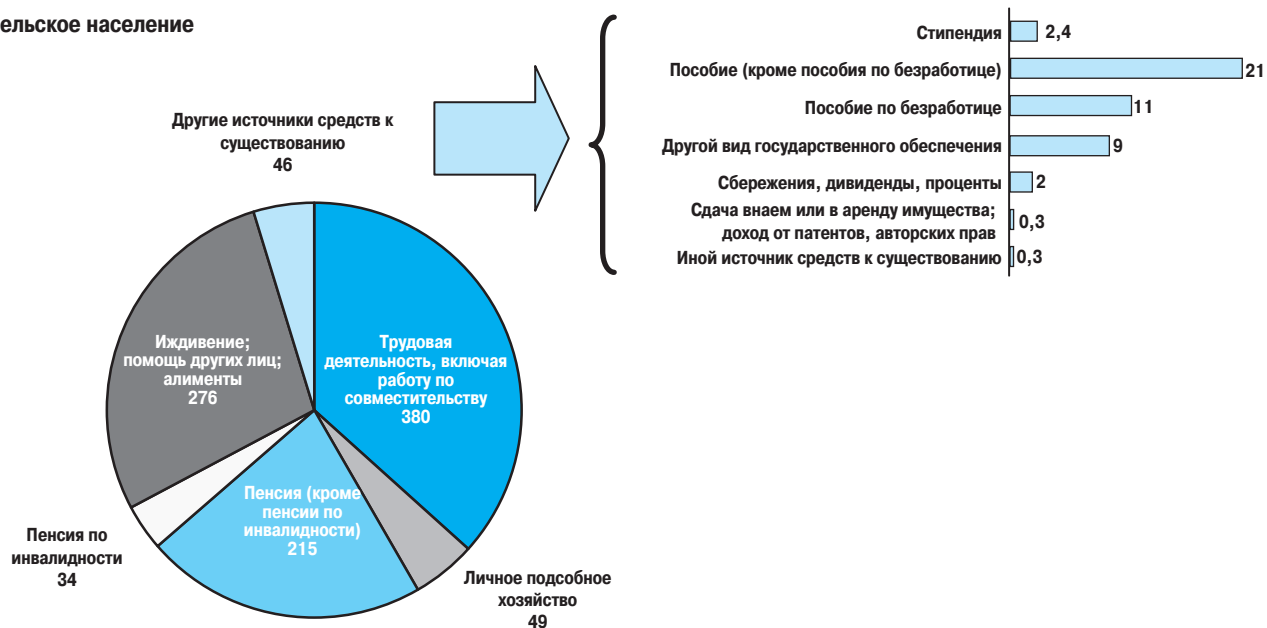 ельское население
Другие источники средств к
существованию
46
Стипендия 2,4
Пособие (кроме пособия по безработице) 21
Пособие по безработице 11
Другой вид государственного обеспечения 9
Сбережения, дивиденды, проценты 2
Сдача внаем или в аренду имущества;
доход от патентов, авторских прав 0,3
Иной источник средств к существованию 0,3
Иждивение;
помощь других лиц;
алименты
276
Трудовая
деятельность, включая
работу по
совместительству
380
Пенсия (кроме
пенсии по
инвалидности)
215
Пенсия по
инвалидности
34
Личное подсобное
хозяйство
49